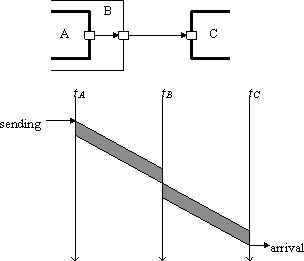 B
A C
tA tB tC
sending
arrival